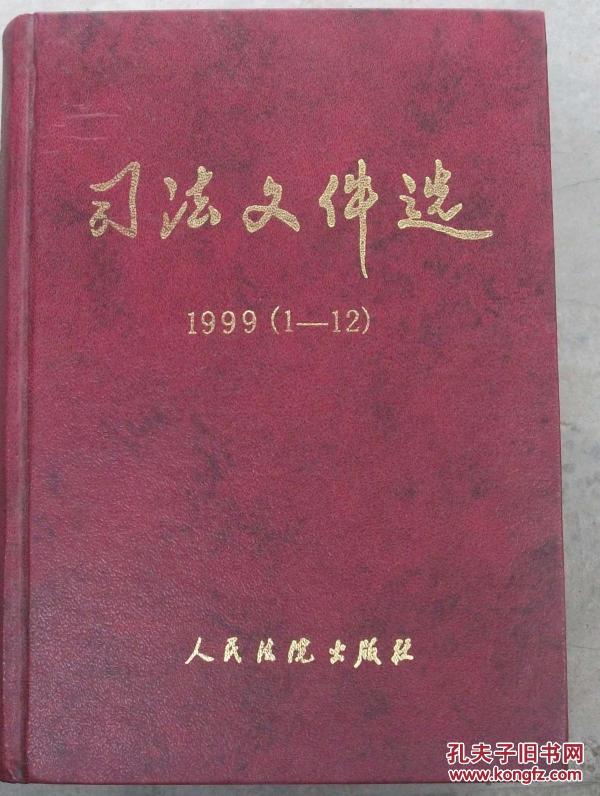 司法文件选
1999(1—12)
人民法院出版社
孔夫子旧书网
www.kongfz.com